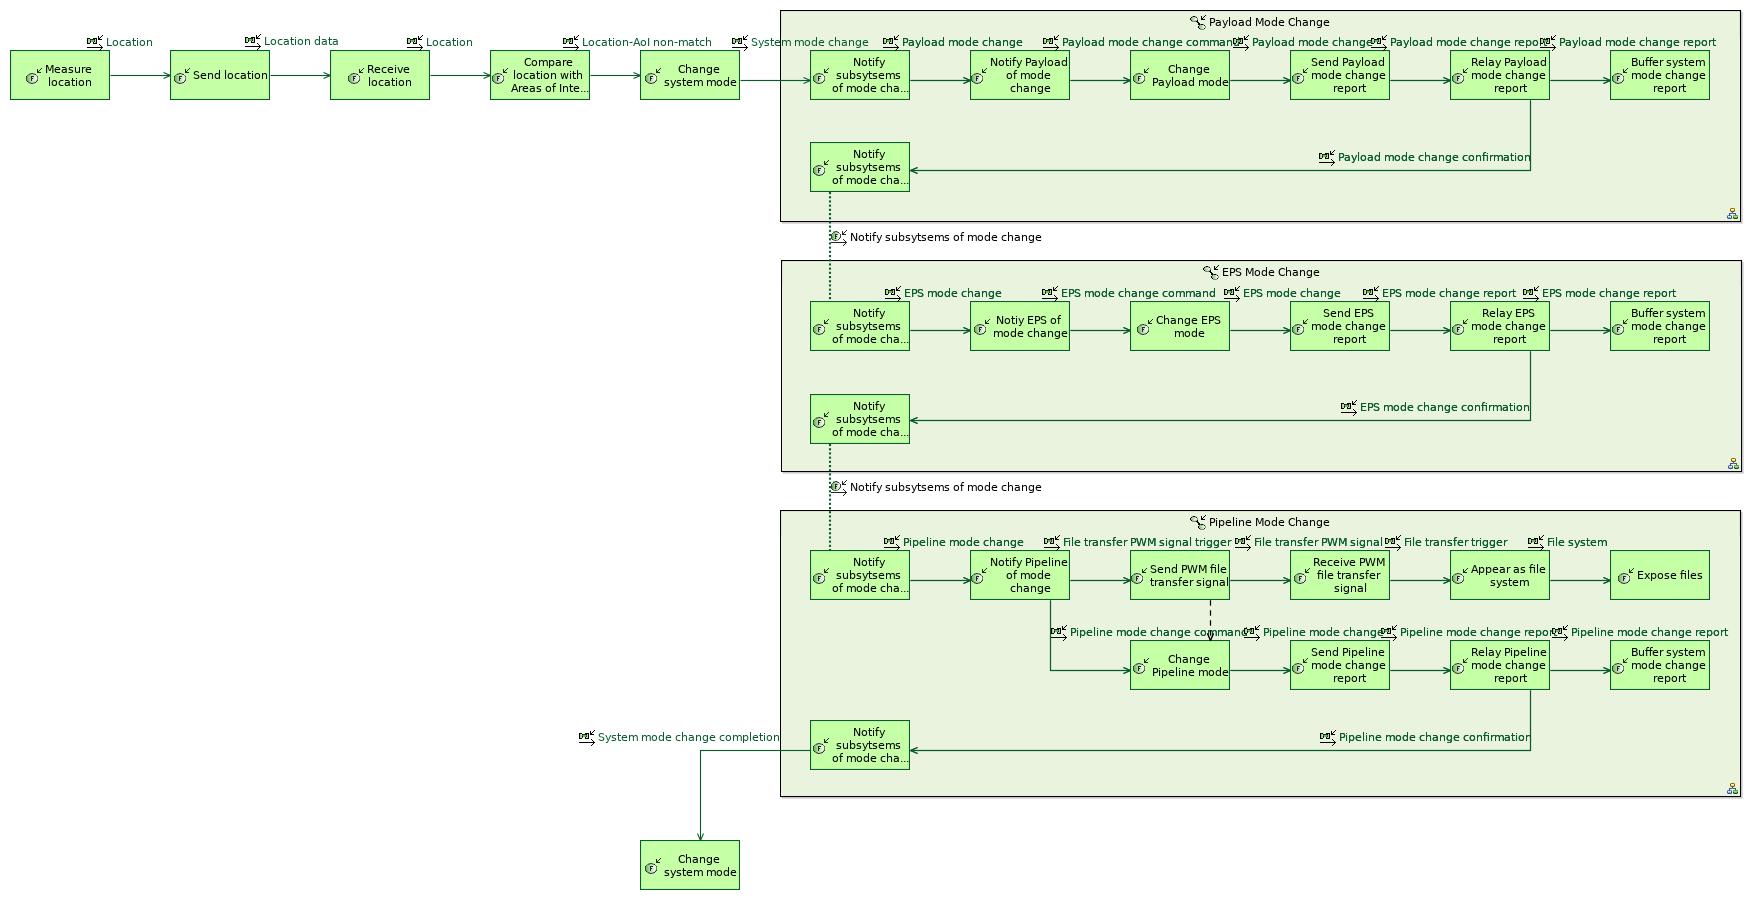 Payload Mode Change
Location
Location data
Location
Location-AoI non-match
System mode change
Payload mode change
Payload mode change command
Payload mode change
Payload mode change report
Payload mode change report
Measure
location
Send location
Receive
location
Compare
location with
Areas of Inte...
Change
system mode
Notify
subsytsems
of mode cha...
Notify Payload
of mode
change
Change
Payload mode
Send Payload
mode change
report
Relay Payload
mode change
report
Buffer system
mode change
report
Notify
subsytsems
of mode cha...
Payload mode change confirmation
Notify subsytsems of mode change
EPS Mode Change
EPS mode change
EPS mode change command
EPS mode change
EPS mode change report
EPS mode change report
Notify
subsytsems
of mode cha...
Notiy EPS of
mode change
Change EPS
mode
Send EPS
mode change
report
Relay EPS
mode change
report
Buffer system
mode change
report
Notify
subsytsems
of mode cha...
EPS mode change confirmation
Notify subsytsems of mode change
Pipeline Mode Change
Pipeline mode change
File transfer PWM signal trigger
File transfer PWM signal
File transfer trigger
File system
Notify
subsytsems
of mode cha...
Notify Pipeline
of mode
change
Send PWM file
transfer signal
Receive PWM
file transfer
signal
Appear as file
system
Expose files
Pipeline mode change command
Pipeline mode change
Pipeline mode change report
Pipeline mode change report
Change
Pipeline mode
Send Pipeline
mode change
report
Relay Pipeline
mode change
report
Buffer system
mode change
report
System mode change completion
Notify
subsytsems
of mode cha...
Pipeline mode change confirmation
Change
system mode